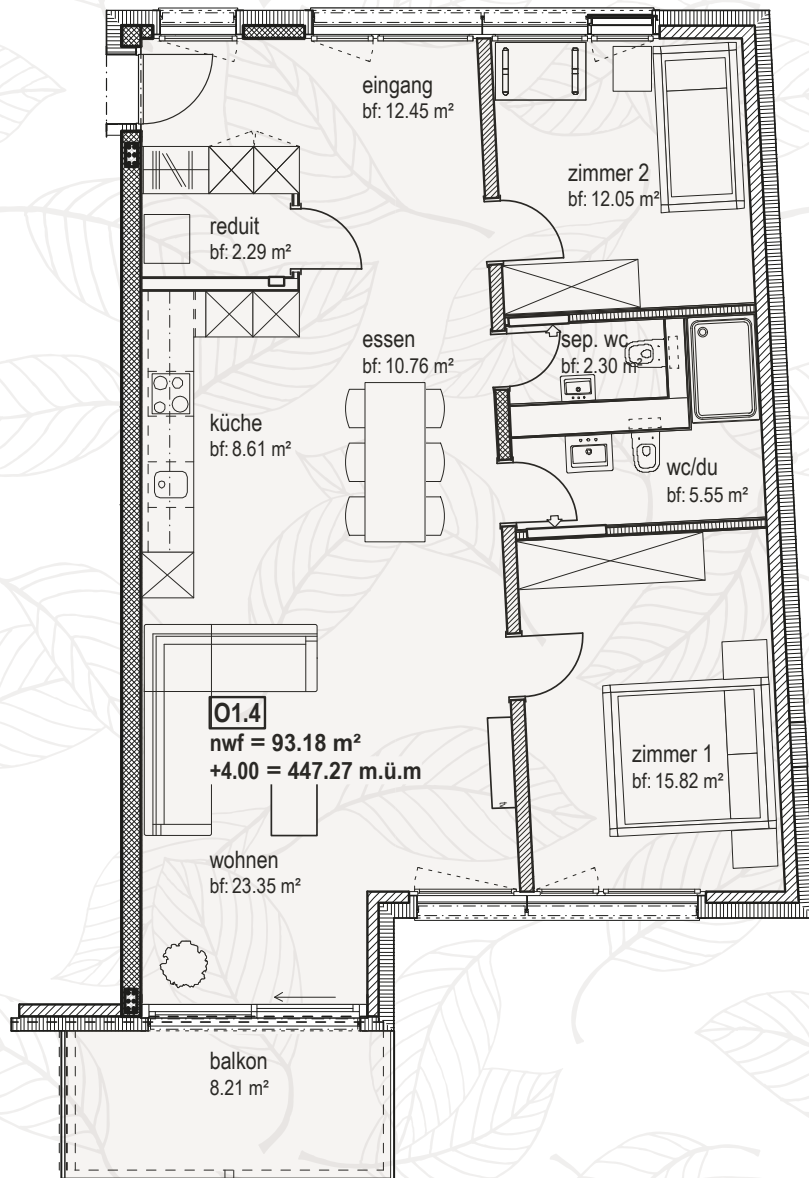 eingang
bf: 12.45 m²
zimmer 2
bf: 12.05 m²
reduit
bf: 2.29 m²
essen
bf: 10.76 m²
sep. wc
bf: 2.30 m²
küche
bf: 8.61 m²
wc/du
bf: 5.55 m²
O1.4
nwf = 93.18 m²
+4.00 = 447.27 m.ü.m
zimmer 1
bf: 15.82 m²
wohnen
bf: 23.35 m²
balkon
8.21 m²